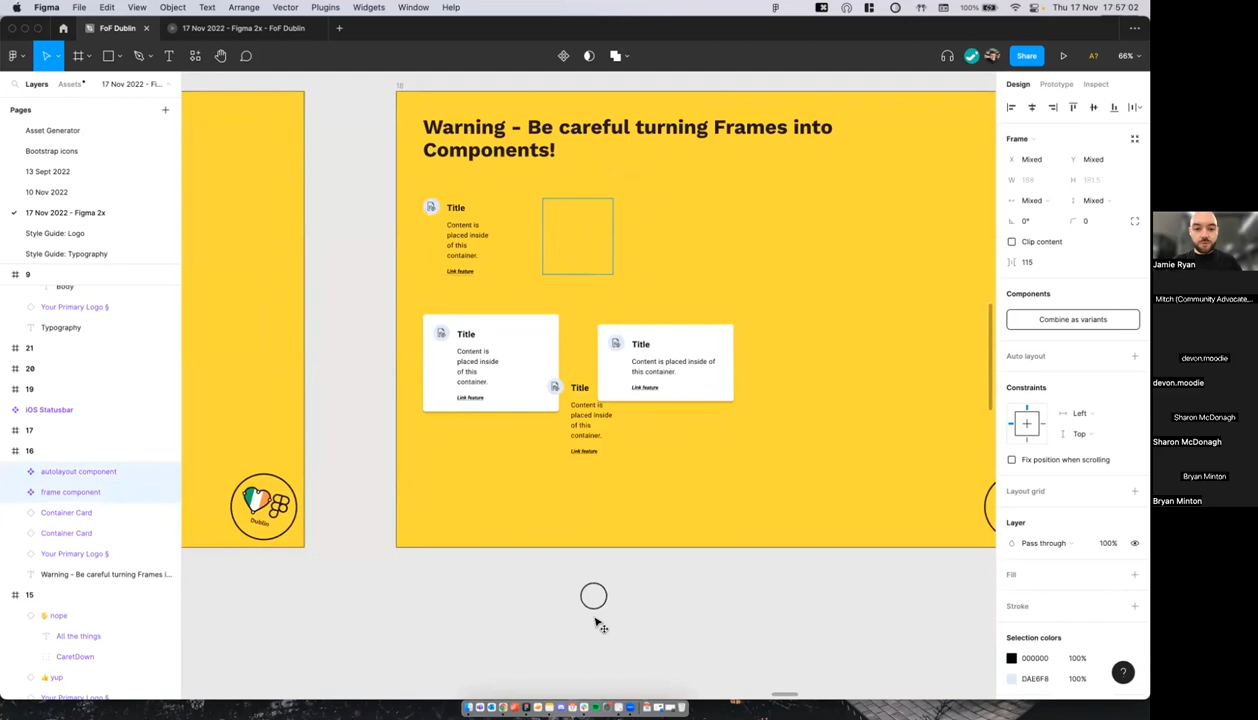 Figma File Edit View Object Text Arrange Vector Plugins Widgets Window Help
100% Thu 17 Nov 17:57:02
FoF Dublin
17 Nov 2022 - Figma 2x - FoF Dublin
Share
A?
66%
Layers
Assets
17 Nov 2022 - Fi...
Pages
Asset Generator
Bootstrap icons
13 Sept 2022
10 Nov 2022
17 Nov 2022 - Figma 2x
Style Guide: Logo
Style Guide: Typography
9
Body
Your Primary Logo §
Typography
21
20
19
iOS Statusbar
17
16
autolayout component
frame component
Container Card
Container Card
Your Primary Logo §
Warning - Be careful turning Frames i...
15
nope
All the things
CaretDown
yup
Your Primary Logo §
Dublin
18
Warning - Be careful turning Frames into
Components!
Title
Content is
placed inside
of this
container.
Link feature
Title
Content is
placed inside
of this
container.
Link feature
Title
Content is
placed inside
of this
container.
Link feature
Title
Content is placed inside of
this container.
Link feature
Design
Prototype
Inspect
Frame
X Mixed
Y Mixed
W 168
H 181.5
Mixed
Mixed
0°
0
Clip content
115
Components
Combine as variants
Auto layout
Constraints
Left
Top
Fix position when scrolling
Layout grid
Layer
Pass through
100%
Fill
Stroke
Selection colors
000000 100%
DAE6F8 100%
?
Jamie Ryan
Mitch (Community Advocate,...
devon.moodie
devon.moodie
Sharon McDonagh
Sharon McDonagh
Bryan Minton
Bryan Minton